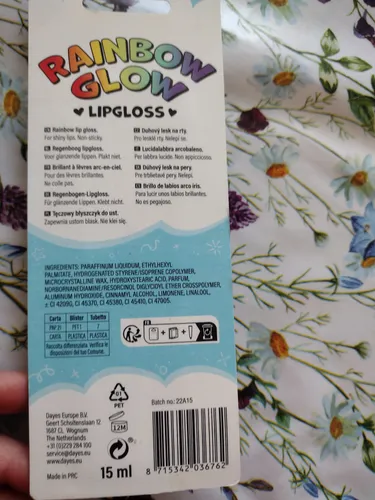 RAINBOW
GLOW
LIPGLOSS
EN Rainbow lip gloss.
For shiny lips. Non-sticky.
Regenboog lipgloss.
Voor glanzende lippen. Plakt niet.
Brillant à lèvres arc-en-ciel.
Pour des lèvres brillantes.
Ne colle pas.
Regenbogen-Lipgloss.
Für glänzende Lippen. Klebt nicht.
Tęczowy błyszczyk do ust.
Zapewnia ustom blask. Nie klei się.
Duhový lesk na rty.
Pro lesklé rty. Nelepí se.
Lucidalabbra arcobaleno.
Per labbra lucide. Non appiccicoso.
Dúhový lesk na pery.
Pre trblietavé pery. Nelepí.
Brillo de labios arco iris.
Para lucir unos labios brillantes.
No es pegajoso.
INGREDIENTS: PARAFFINUM LIQUIDUM, ETHYLHEXYL
PALMITATE, HYDROGENATED STYRENE/ISOPRENE COPOLYMER,
MICROCRYSTALLINE WAX, HYDROXYSTEARIC ACID, PARFUM,
NORBORNANEDIAMINE/RESORCINOL DIGLYCIDYL ETHER CROSSPOLYMER,
ALUMINUM HYDROXIDE, CINNAMYL ALCOHOL, LIMONENE, LINALOOL,
± CI 42090, CI 45370, CI 45380, CI 45410, CI 47005.
Carta Blister Tubetto
PAP 21 PET 1 7
CARTA PLASTICA PLASTICA
Raccolta differenziata. Verifica le
disposizioni del tuo Comune.
FR
+ +
01
PET
12M
Batch no.: 22A15
Dayes Europe B.V.
Geert Scholtenslaan 12
1687 CL Wognum
The Netherlands
+31 (0)229 284 100
service@dayes.eu
www.dayes.eu
Made in PRC
15 ml
8 715342 036762